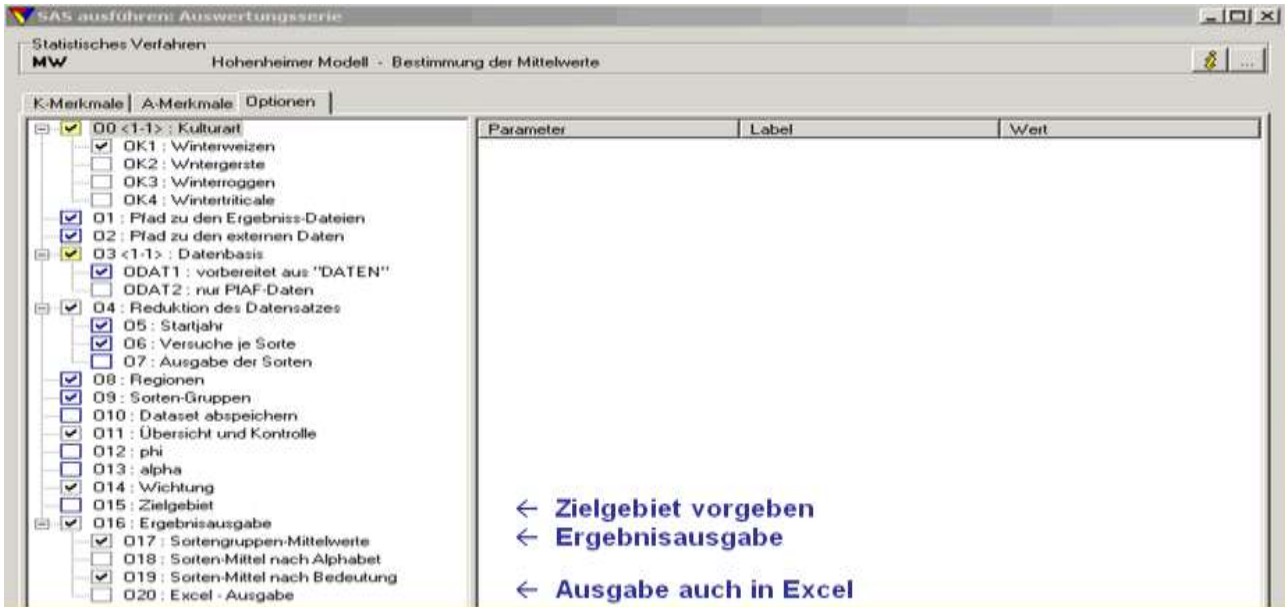 SAS ausführen: Auswertungsserie
Statistisches Verfahren
MW Hohenheimer Modell - Bestimmung der Mittelwerte
...
K-Merkmale A-Merkmale Optionen
O0 <1-1> : Kulturart
OK1 : Winterweizen
OK2 : Wntergerste
OK3 : Winterroggen
OK4 : Wintertriticale
O1 : Pfad zu den Ergebniss-Dateien
O2 : Pfad zu den externen Daten
O3 <1-1> : Datenbasis
ODAT1 : vorbereitet aus "DATEN"
ODAT2 : nur PIAF-Daten
O4 : Reduktion des Datensatzes
O5 : Startjahr
O6 : Versuche je Sorte
O7 : Ausgabe der Sorten
O8 : Regionen
O9 : Sorten-Gruppen
O10 : Dataset abspeichern
O11 : Übersicht und Kontrolle
O12 : phi
O13 : alpha
O14 : Wichtung
O15 : Zielgebiet
O16 : Ergebnisausgabe
O17 : Sortengruppen-Mittelwerte
O18 : Sorten-Mittel nach Alphabet
O19 : Sorten-Mittel nach Bedeutung
O20 : Excel - Ausgabe
Parameter Label Wert
← Zielgebiet vorgeben
← Ergebnisausgabe
← Ausgabe auch in Excel